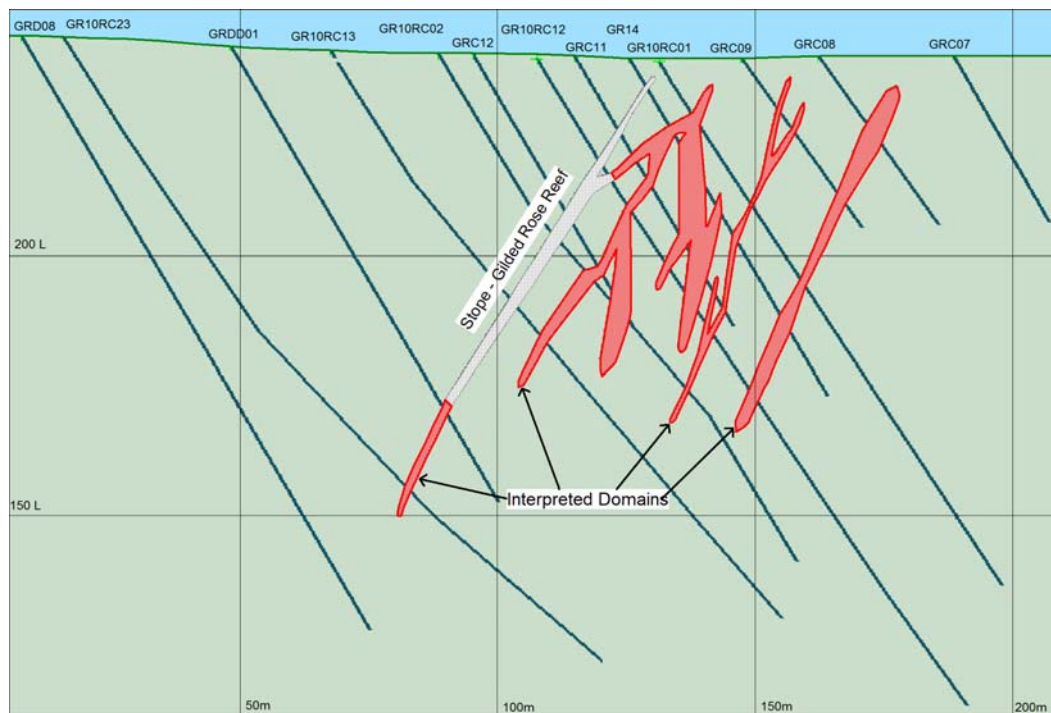 GRD08
GR10RC23
GRDD01
GR10RC13
GR10RC02
GRC12
GR10RC12
GRC11
GR14
GR10RC01
GRC09
GRC08
GRC07
200 L
Stope - Gilded Rose Reef
Interpreted Domains
150 L
50m
100m
150m
200m